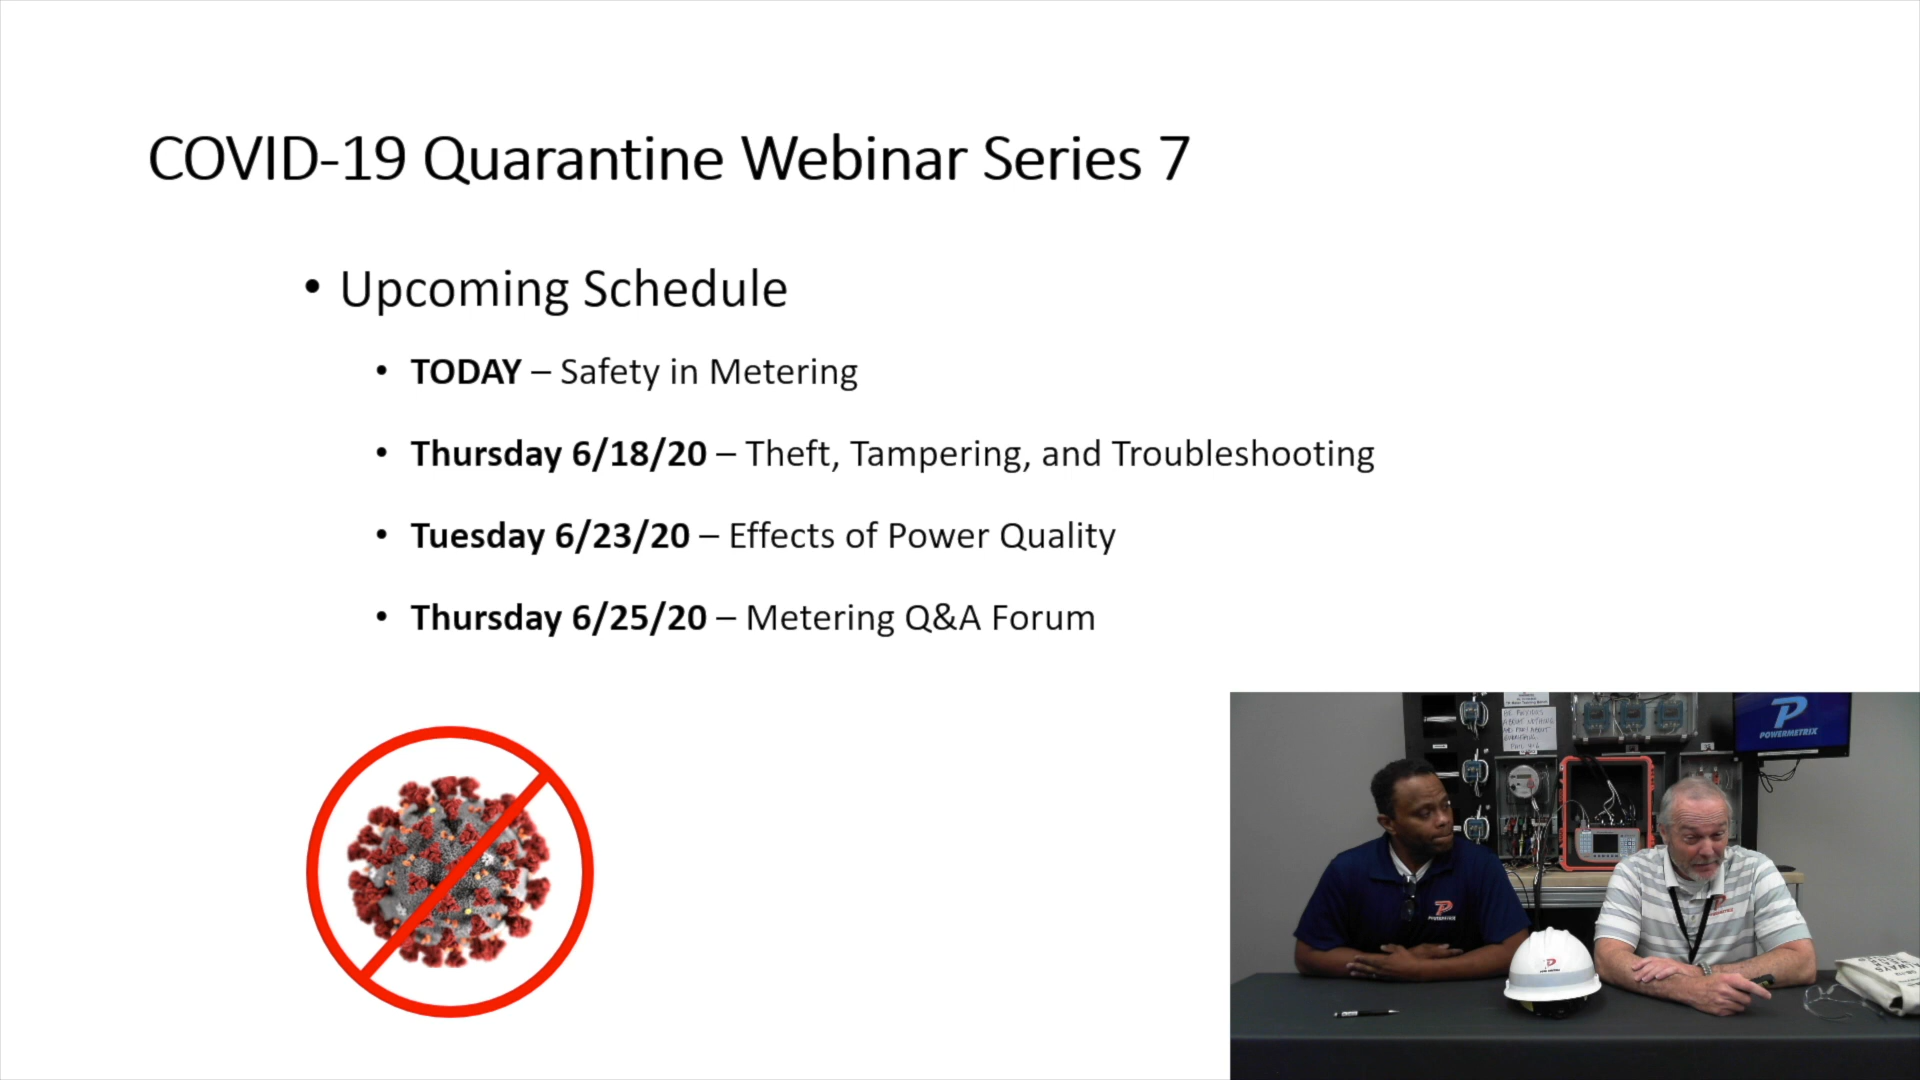 COVID-19 Quarantine Webinar Series 7
• Upcoming Schedule
• TODAY – Safety in Metering
• Thursday 6/18/20 – Theft, Tampering, and Troubleshooting
• Tuesday 6/23/20 – Effects of Power Quality
• Thursday 6/25/20 – Metering Q&A Forum
POWERMETRIX
POWERMETRIX